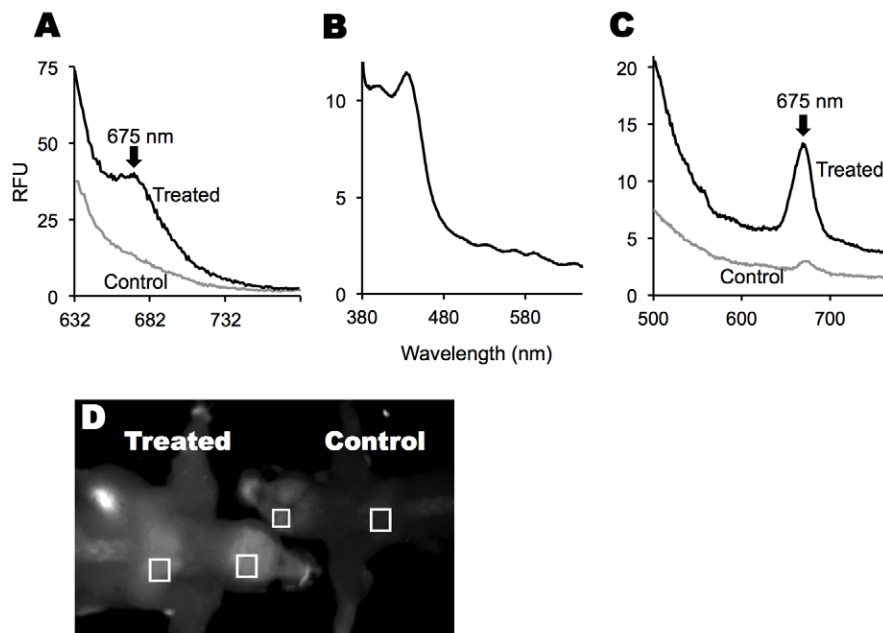 A
B
C
75
50
25
0
RFU
632
682
732
675 nm
Treated
Control
10
5
0
380
480
580
Wavelength (nm)
20
15
10
5
0
500
600
700
675 nm
Treated
Control
D
Treated
Control